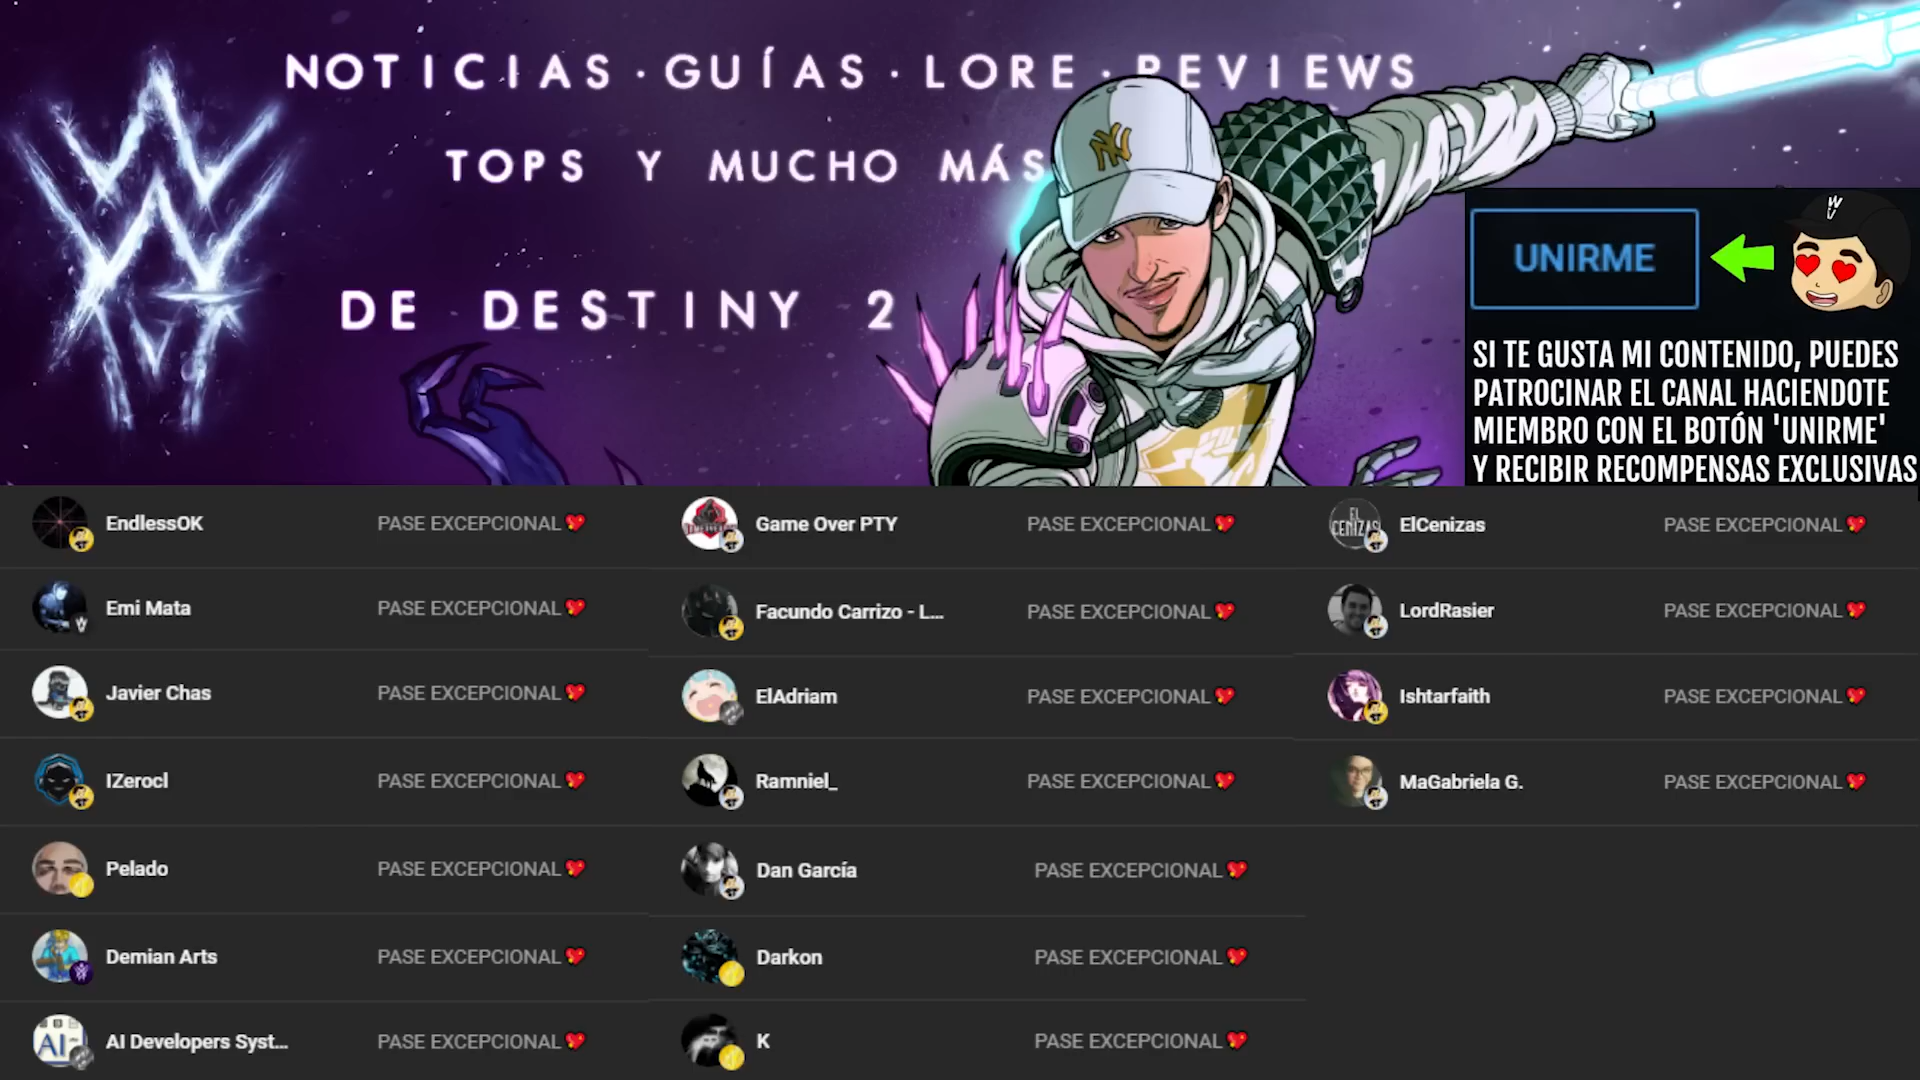 NOTICIAS · GUÍAS · LORE · REVIEWS
TOPS Y MUCHO MÁS
DE DESTINY 2
UNIRME
SI TE GUSTA MI CONTENIDO, PUEDES
PATROCINAR EL CANAL HACIENDOTE
MIEMBRO CON EL BOTÓN 'UNIRME'
Y RECIBIR RECOMPENSAS EXCLUSIVAS
EndlessOK PASE EXCEPCIONAL
Emi Mata PASE EXCEPCIONAL
Javier Chas PASE EXCEPCIONAL
IZerocl PASE EXCEPCIONAL
Pelado PASE EXCEPCIONAL
Demian Arts PASE EXCEPCIONAL
AI Developers Syst... PASE EXCEPCIONAL
Game Over PTY PASE EXCEPCIONAL
Facundo Carrizo - L... PASE EXCEPCIONAL
ElAdriam PASE EXCEPCIONAL
Ramniel_ PASE EXCEPCIONAL
Dan García PASE EXCEPCIONAL
Darkon PASE EXCEPCIONAL
K PASE EXCEPCIONAL
EL
CENIZAS
ElCenizas PASE EXCEPCIONAL
LordRasier PASE EXCEPCIONAL
Ishtarfaith PASE EXCEPCIONAL
MaGabriela G. PASE EXCEPCIONAL
AI